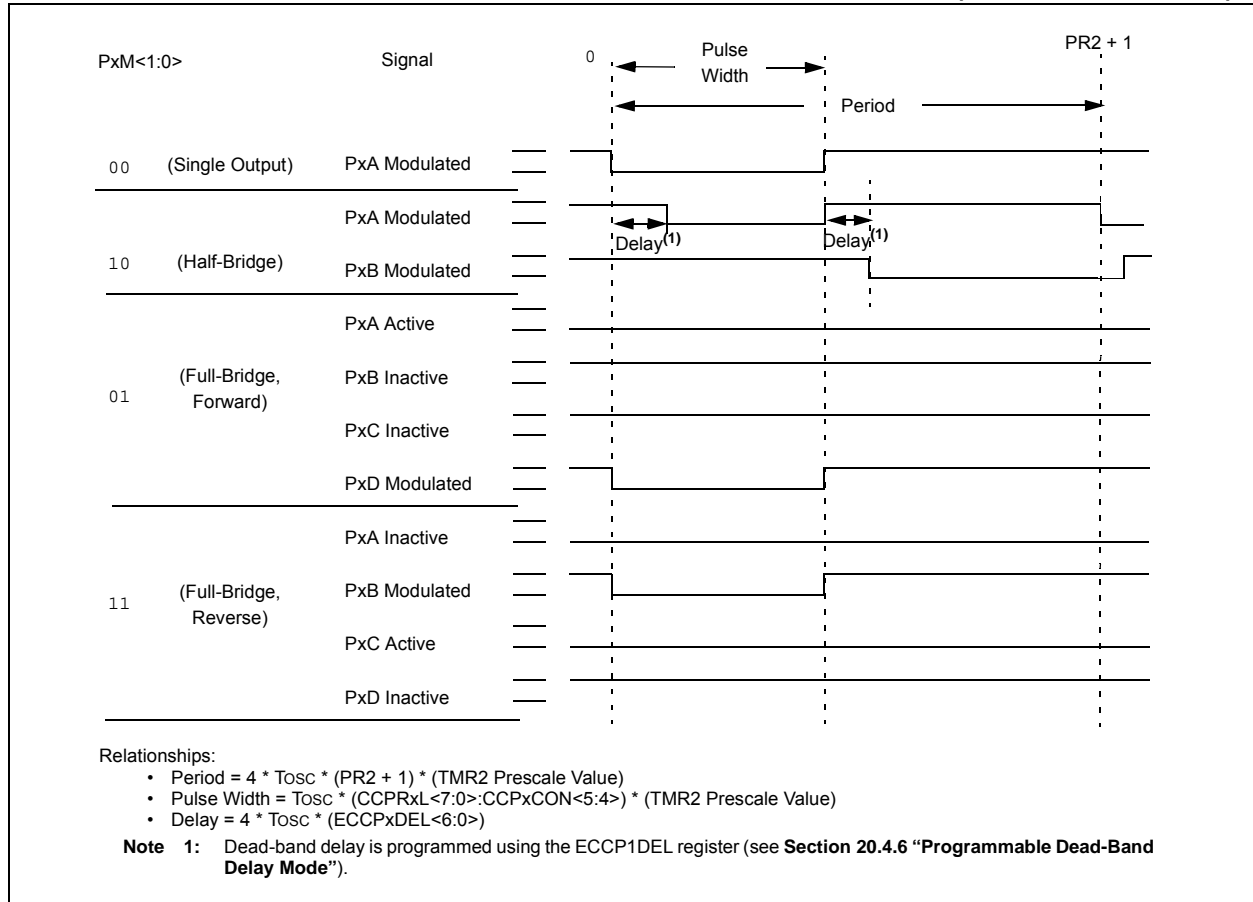 PxM<1:0> Signal 0 Pulse Width PR2 + 1
Period
00 (Single Output) PxA Modulated
PxA Modulated
Delay(1) Delay(1)
10 (Half-Bridge) PxB Modulated
PxA Active
01 (Full-Bridge, Forward) PxB Inactive
PxC Inactive
PxD Modulated
PxA Inactive
11 (Full-Bridge, Reverse) PxB Modulated
PxC Active
PxD Inactive
Relationships:
• Period = 4 * TOSC * (PR2 + 1) * (TMR2 Prescale Value)
• Pulse Width = TOSC * (CCPRxL<7:0>:CCPxCON<5:4>) * (TMR2 Prescale Value)
• Delay = 4 * TOSC * (ECCPxDEL<6:0>)
Note 1: Dead-band delay is programmed using the ECCP1DEL register (see Section 20.4.6 “Programmable Dead-Band
Delay Mode”).